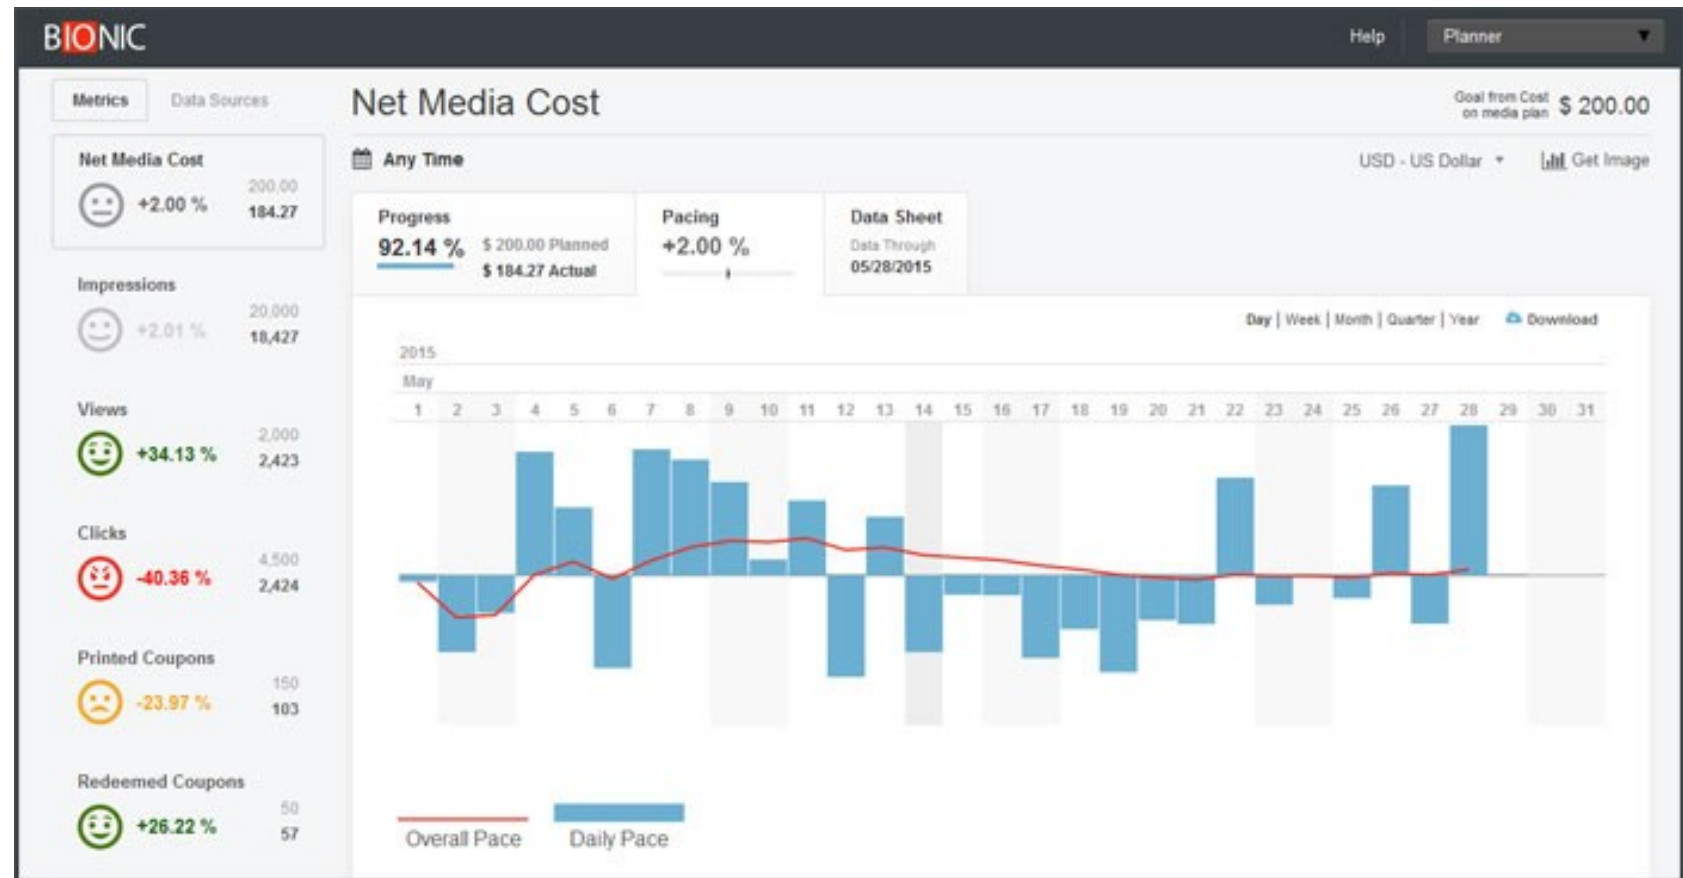 BIONIC
Help
Planner
Metrics
Data Sources
Net Media Cost
+2.00 %
200.00
184.27
Impressions
+2.01 %
20,000
18,427
Views
+34.13 %
2,000
2,423
Clicks
-40.36 %
4,500
2,424
Printed Coupons
-23.97 %
150
103
Redeemed Coupons
+26.22 %
50
57
Net Media Cost
Goal from Cost
on media plan
$ 200.00
Any Time
USD - US Dollar
Get Image
Progress
92.14 %
$ 200.00 Planned
$ 184.27 Actual
Pacing
+2.00 %
Data Sheet
Data Through
05/28/2015
Day | Week | Month | Quarter | Year
Download
2015
May
1 2 3 4 5 6 7 8 9 10 11 12 13 14 15 16 17 18 19 20 21 22 23 24 25 26 27 28 29 30 31
Overall Pace
Daily Pace